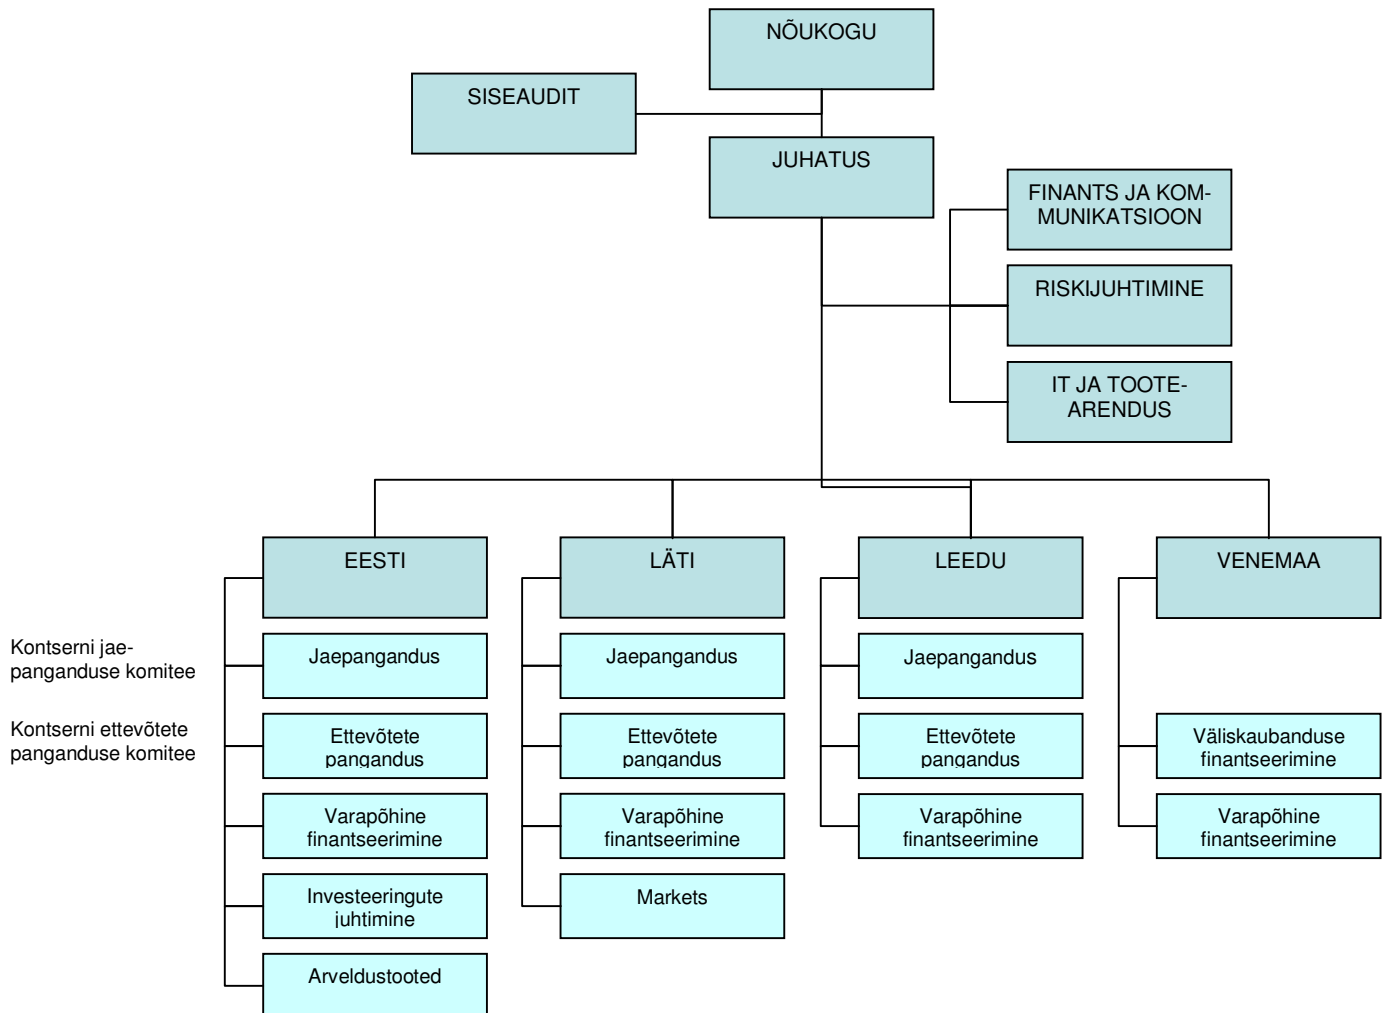 NÕUKOGU
SISEAUDIT
JUHATUS
FINANTS JA KOM-
MUNIKATSIOON
RISKIJUHTIMINE
IT JA TOOTE-
ARENDUS
EESTI
LÄTI
LEEDU
VENEMAA
Kontserni jae-
panganduse komitee
Jaepangandus
Jaepangandus
Jaepangandus
Kontserni ettevõtete
panganduse komitee
Ettevõtete
pangandus
Ettevõtete
pangandus
Ettevõtete
pangandus
Väliskaubanduse
finantseerimine
Varapõhine
finantseerimine
Varapõhine
finantseerimine
Varapõhine
finantseerimine
Varapõhine
finantseerimine
Investeeringute
juhtimine
Markets
Arveldustooted